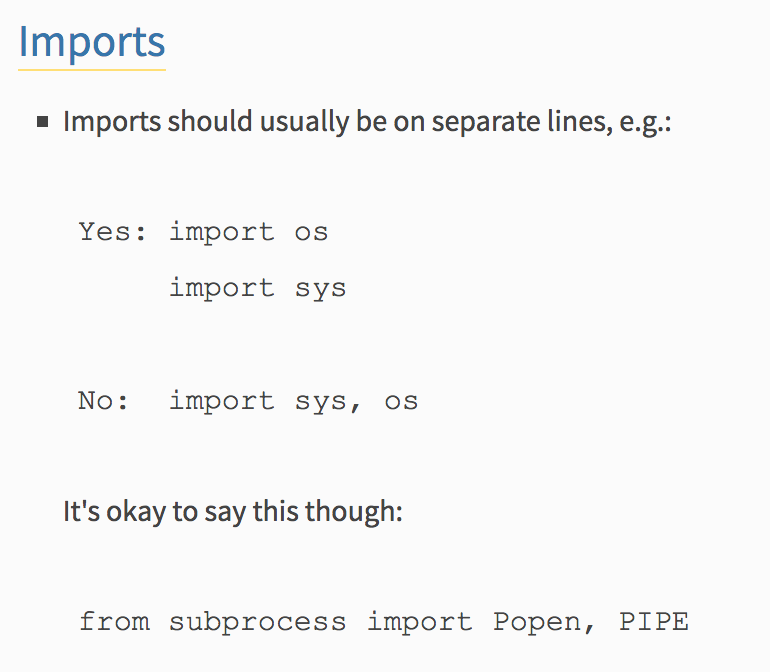 Imports
Imports should usually be on separate lines, e.g.:
Yes: import os
import sys
No: import sys, os
It's okay to say this though:
from subprocess import Popen, PIPE